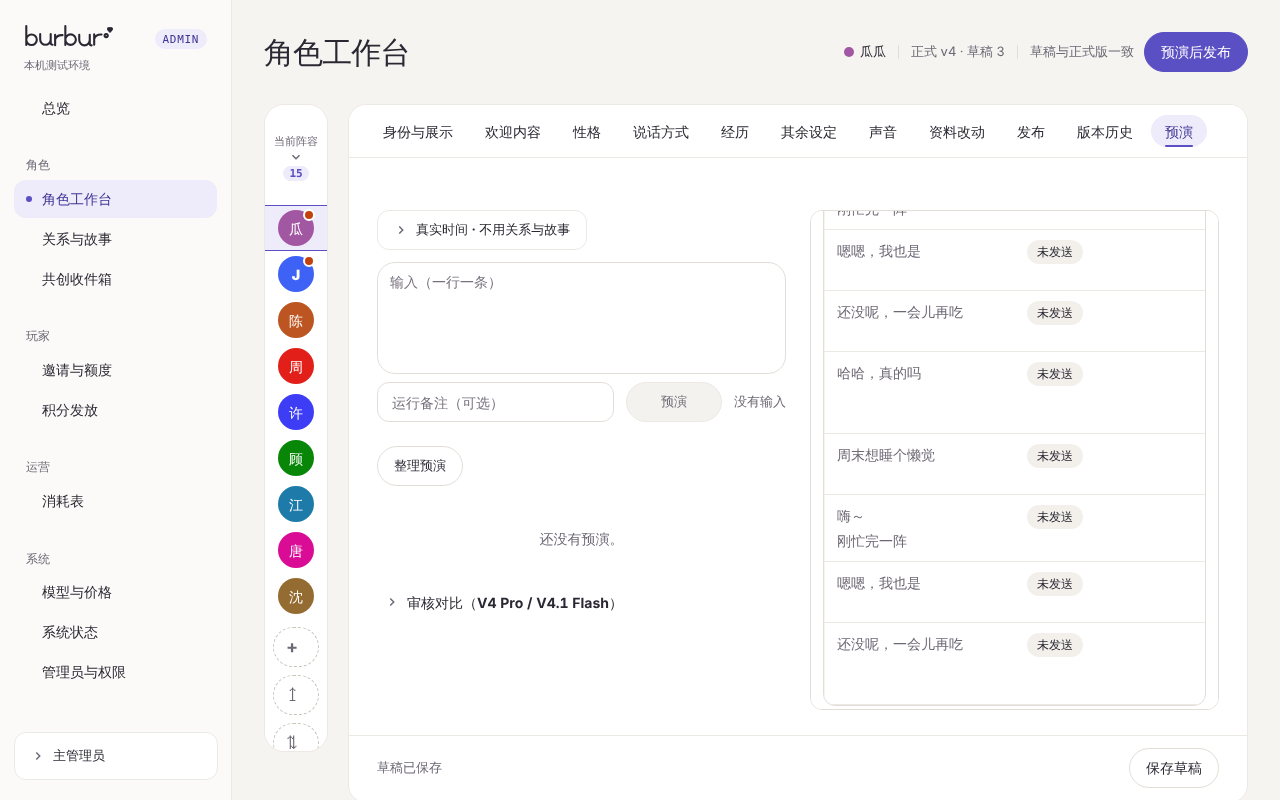 burbur
ADMIN
本机测试环境
总览
角色
角色工作台
关系与故事
共创收件箱
玩家
邀请与额度
积分发放
运营
消耗表
系统
模型与价格
系统状态
管理员与权限
主管理员
角色工作台
瓜瓜
正式 v4 · 草稿 3
草稿与正式版一致
预演后发布
当前阵容
15
瓜
J
陈
周
许
顾
江
唐
沈
+
身份与展示
欢迎内容
性格
说话方式
经历
其余设定
声音
资料改动
发布
版本历史
预演
真实时间 · 不用关系与故事
输入（一行一条）
运行备注（可选）
预演
没有输入
整理预演
还没有预演。
审核对比（V4 Pro / V4.1 Flash）
刚忙完一阵
嗯嗯，我也是
未发送
还没呢，一会儿再吃
未发送
哈哈，真的吗
未发送
周末想睡个懒觉
未发送
嗨～
未发送
刚忙完一阵
嗯嗯，我也是
未发送
还没呢，一会儿再吃
未发送
草稿已保存
保存草稿